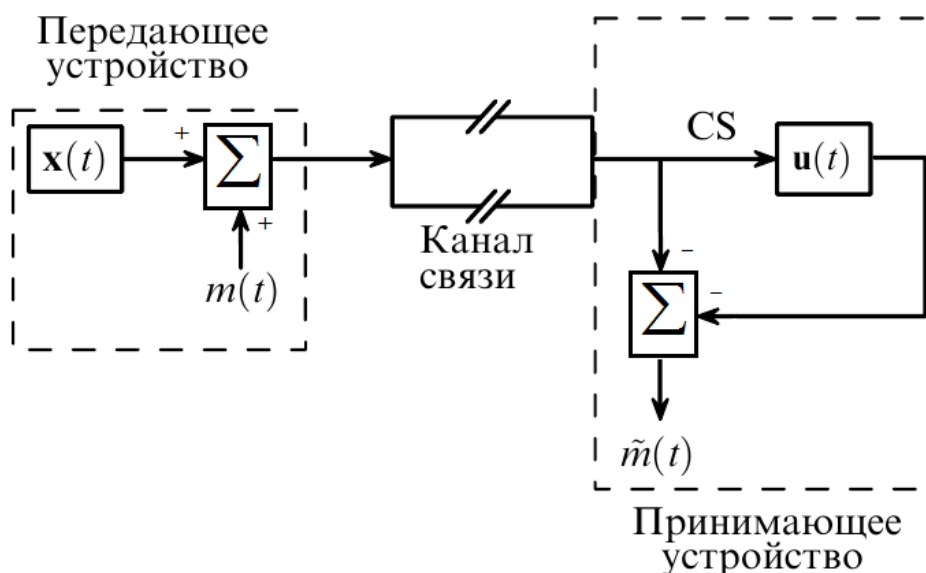 Передающее
устройство
x(t)
+
Σ
+
m(t)
Канал
связи
CS
u(t)
−
Σ
−
m̃(t)
Принимающее
устройство